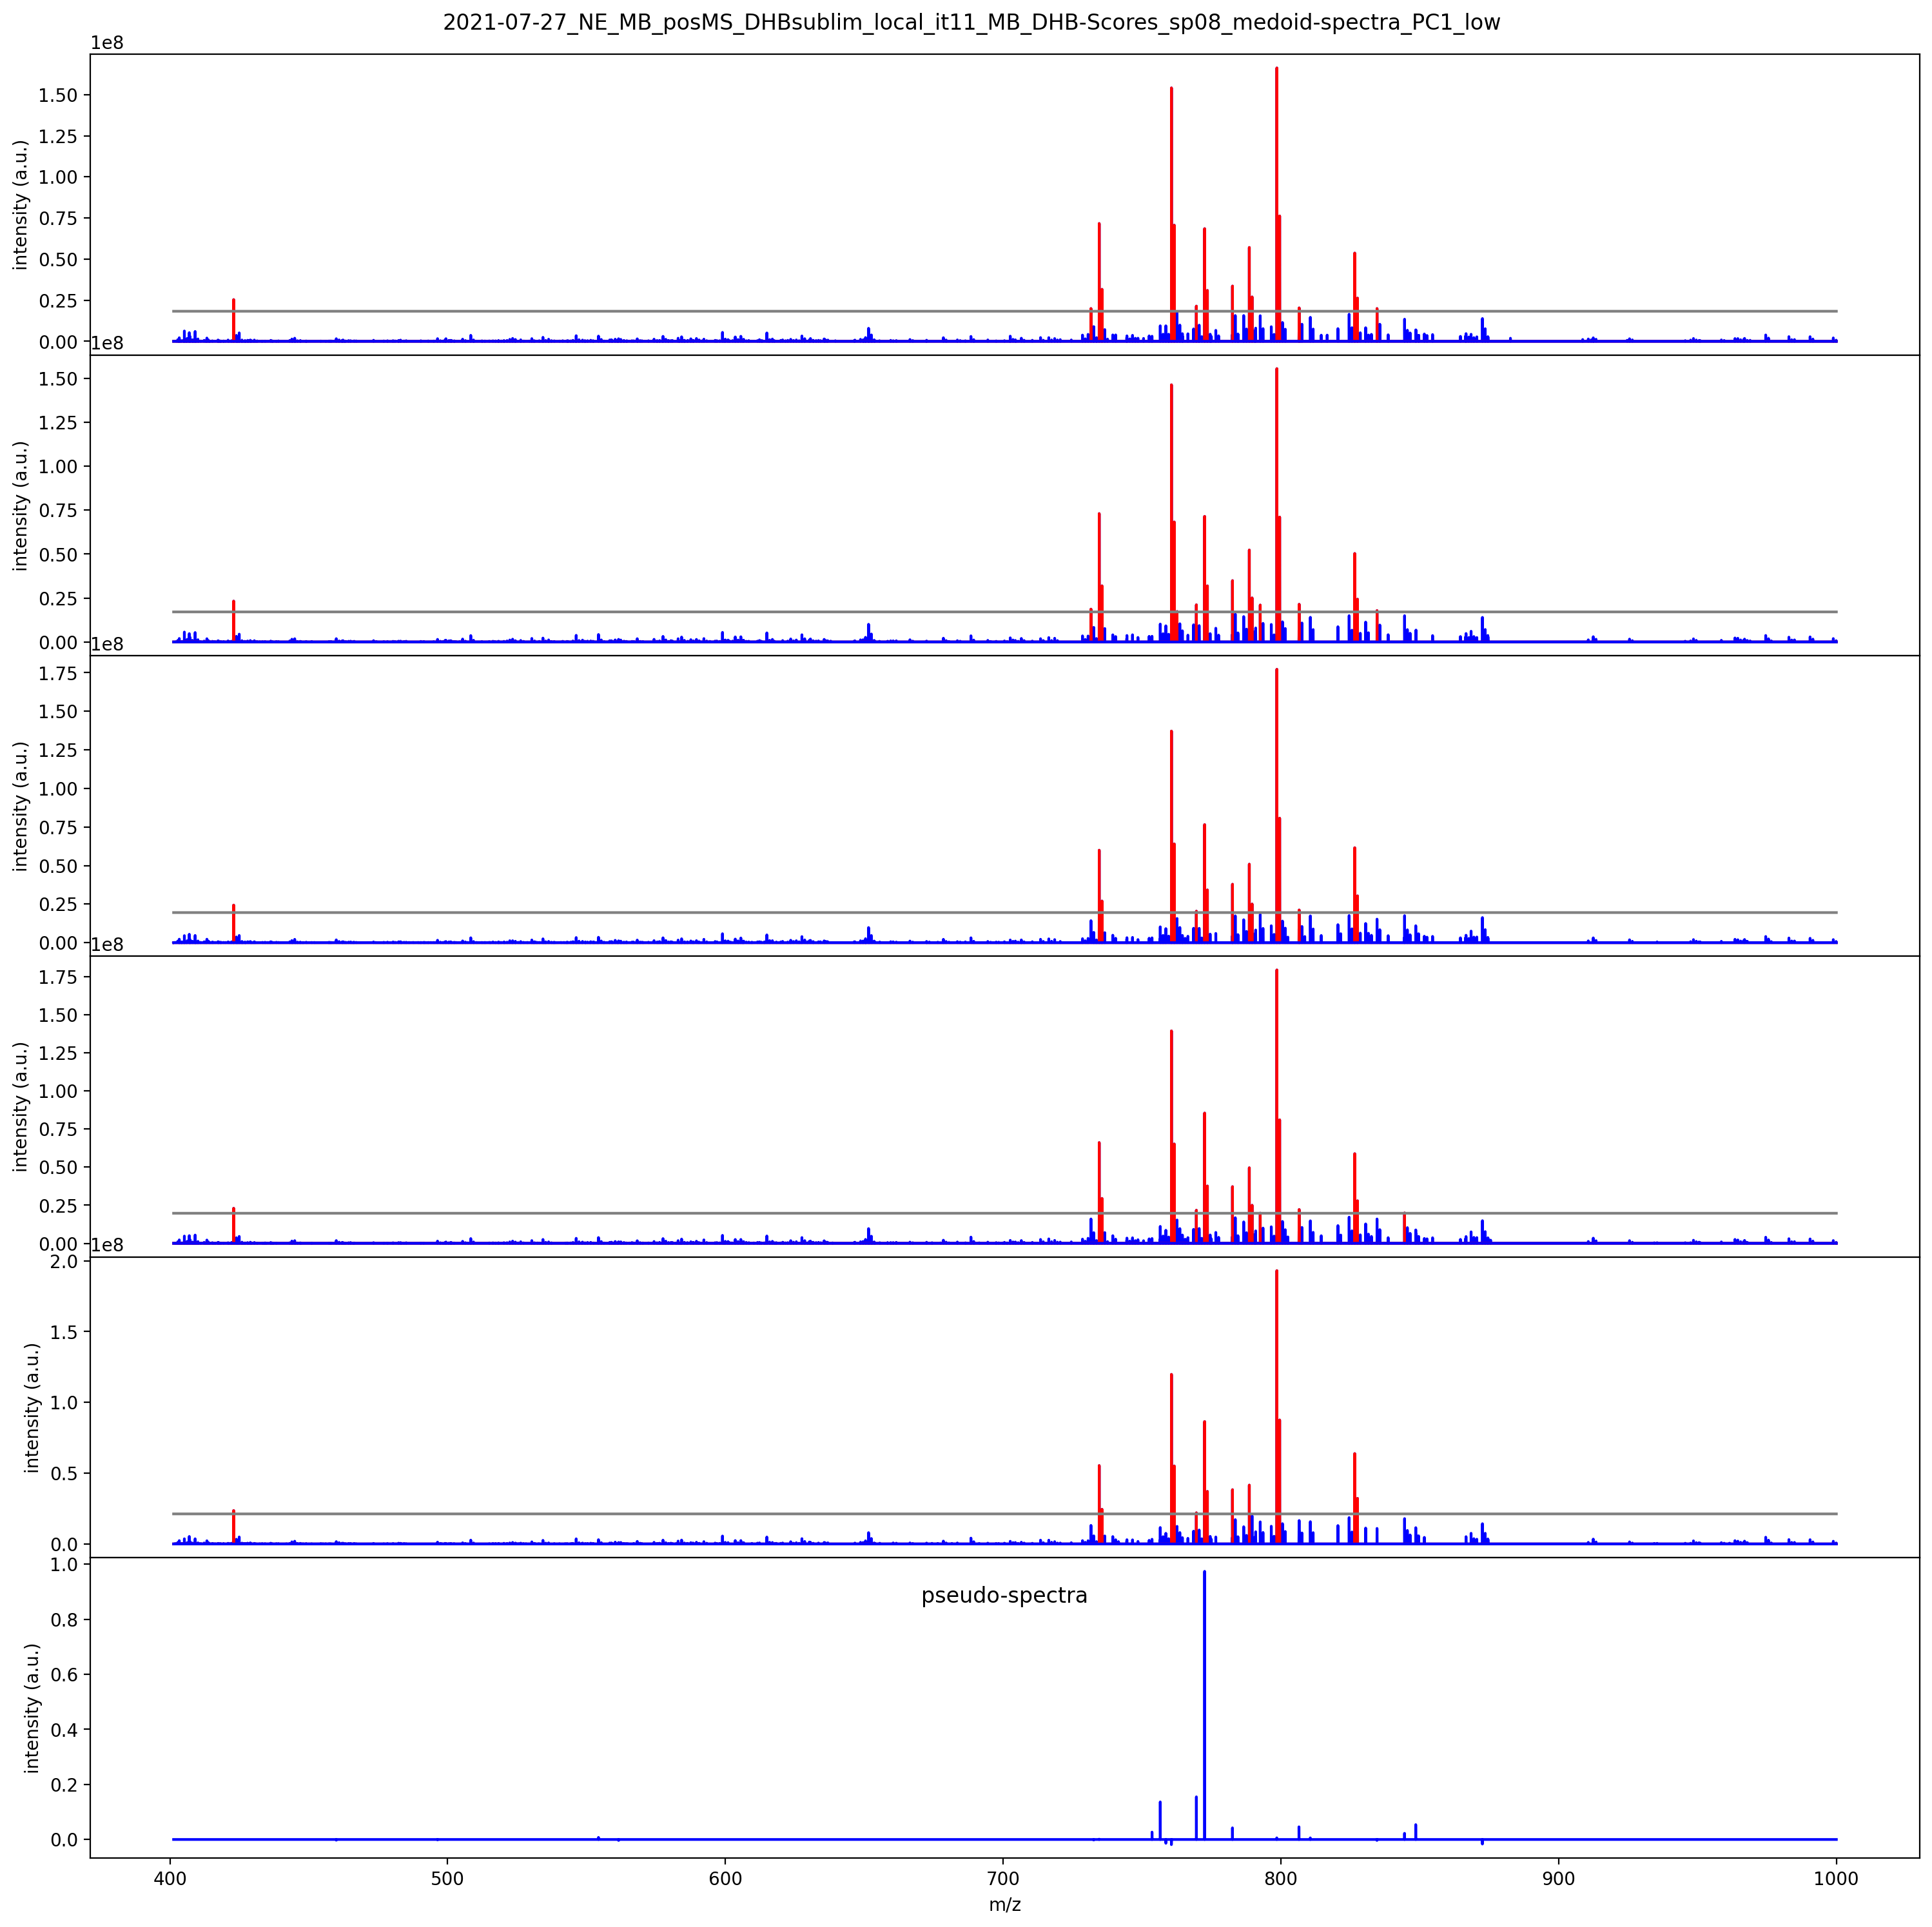 2021-07-27_NE_MB_posMS_DHBsublim_local_it11_MB_DHB-Scores_sp08_medoid-spectra_PC1_low
1e8
1.50
1.25
1.00
0.75
0.50
0.25
0.00
intensity (a.u.)
1e8
1.50
1.25
1.00
0.75
0.50
0.25
0.00
intensity (a.u.)
1e8
1.75
1.50
1.25
1.00
0.75
0.50
0.25
0.00
intensity (a.u.)
1e8
1.75
1.50
1.25
1.00
0.75
0.50
0.25
0.00
intensity (a.u.)
1e8
2.0
1.5
1.0
0.5
0.0
intensity (a.u.)
pseudo-spectra
1.0
0.8
0.6
0.4
0.2
0.0
intensity (a.u.)
400 500 600 700 800 900 1000
m/z